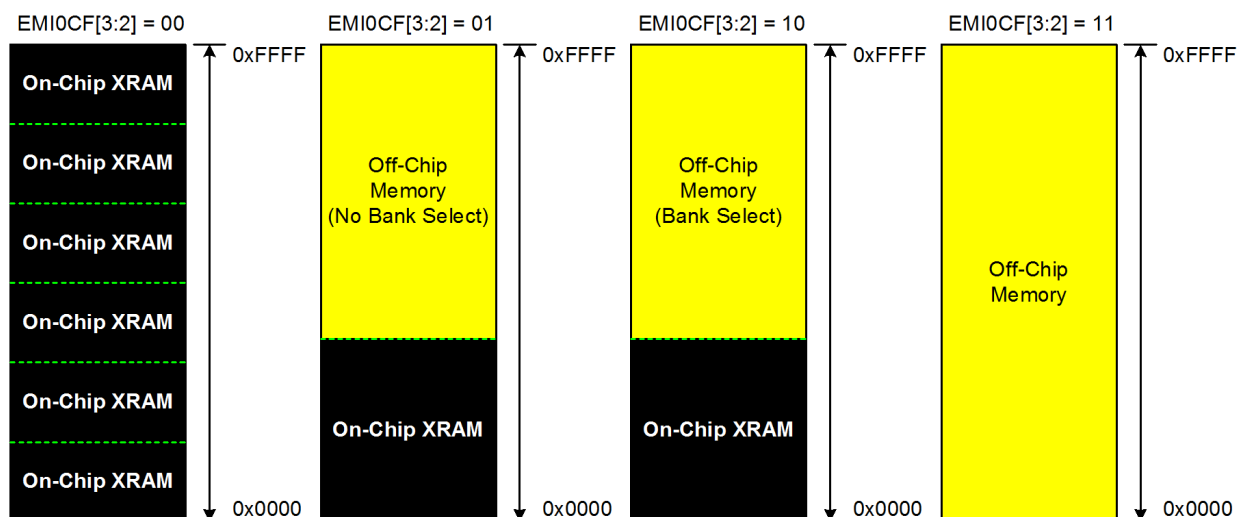 EMI0CF[3:2] = 00
EMI0CF[3:2] = 01
EMI0CF[3:2] = 10
EMI0CF[3:2] = 11
0xFFFF
0xFFFF
0xFFFF
0xFFFF
On-Chip XRAM
On-Chip XRAM
On-Chip XRAM
On-Chip XRAM
On-Chip XRAM
On-Chip XRAM
Off-Chip
Memory
(No Bank Select)
On-Chip XRAM
Off-Chip
Memory
(Bank Select)
On-Chip XRAM
Off-Chip
Memory
0x0000
0x0000
0x0000
0x0000